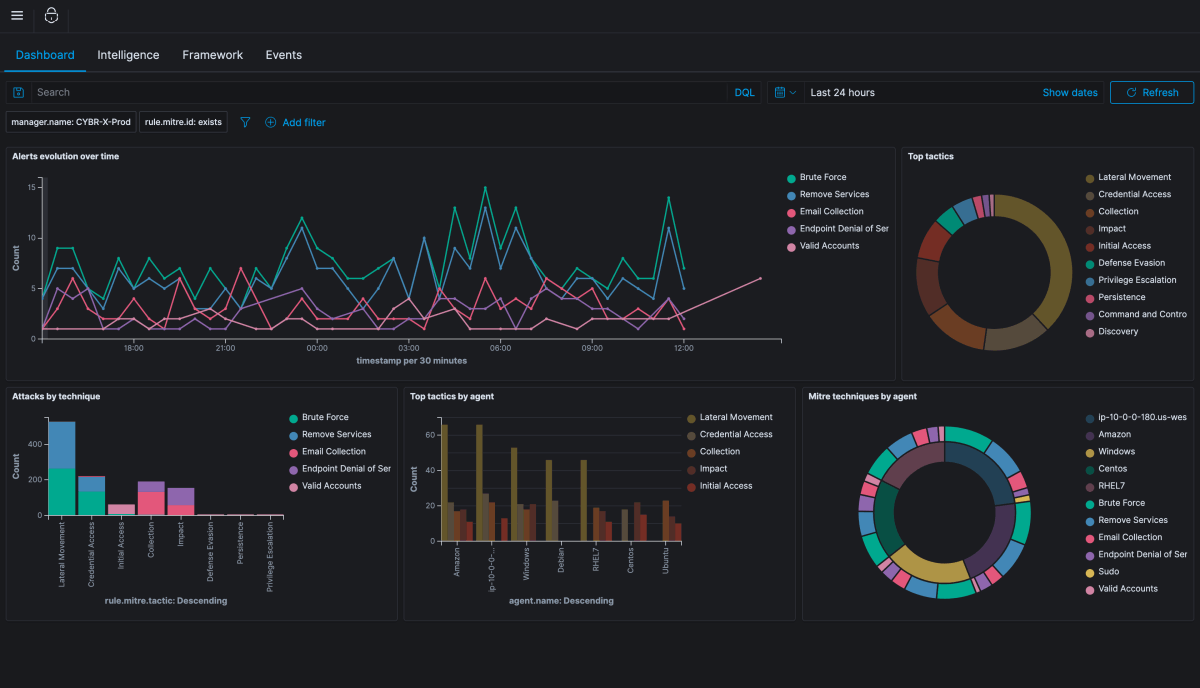 Dashboard Intelligence Framework Events
Search DQL Last 24 hours Show dates Refresh
manager.name: CYBR-X-Prod rule.mitre.id: exists Add filter
Alerts evolution over time
Count
15
10
5
0
18:00 21:00 00:00 03:00 06:00 09:00 12:00
timestamp per 30 minutes
Brute Force
Remove Services
Email Collection
Endpoint Denial of Ser
Valid Accounts
Top tactics
Lateral Movement
Credential Access
Collection
Impact
Initial Access
Defense Evasion
Privilege Escalation
Persistence
Command and Contro
Discovery
Attacks by technique
Count
400
200
0
Lateral Movement
Credential Access
Initial Access
Collection
Impact
Defense Evasion
Persistence
Privilege Escalation
rule.mitre.tactic: Descending
Brute Force
Remove Services
Email Collection
Endpoint Denial of Ser
Valid Accounts
Top tactics by agent
Count
60
40
20
0
Amazon
ip-10-0-0-...
Windows
Debian
RHEL7
Centos
Ubuntu
agent.name: Descending
Lateral Movement
Credential Access
Collection
Impact
Initial Access
Mitre techniques by agent
ip-10-0-0-180.us-wes
Amazon
Windows
Centos
RHEL7
Brute Force
Remove Services
Email Collection
Endpoint Denial of Ser
Sudo
Valid Accounts